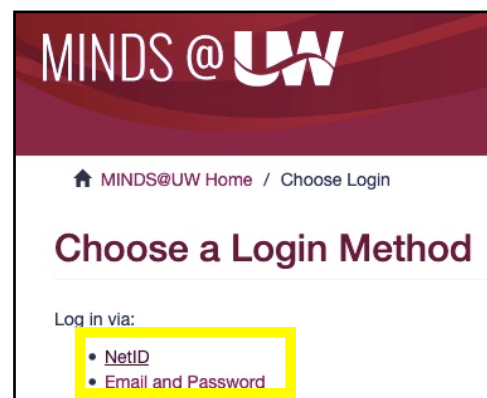 MINDS @ UW
MINDS@UW Home / Choose Login
Choose a Login Method
Log in via:
• NetID
• Email and Password